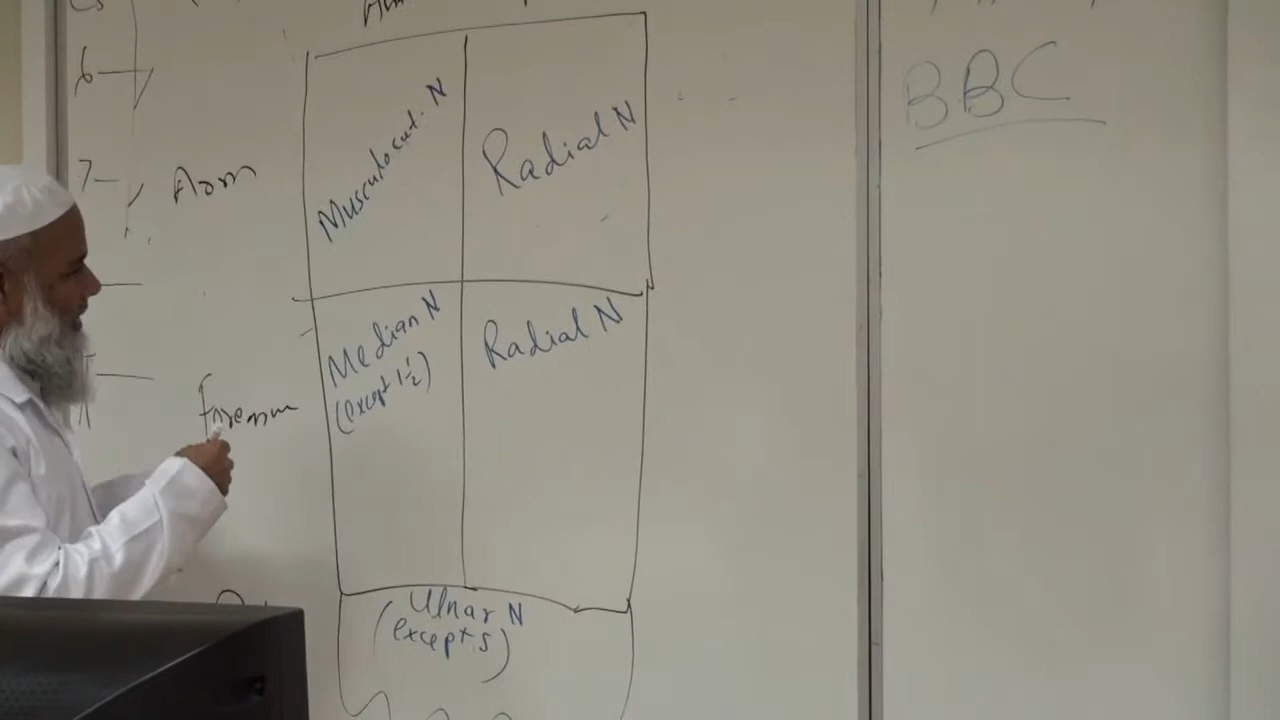 6
7
Arm
Musculocut. N
Radial N
Median N
(except 1½)
Radial N
Forearm
Ulnar N
(except 5)
BBC